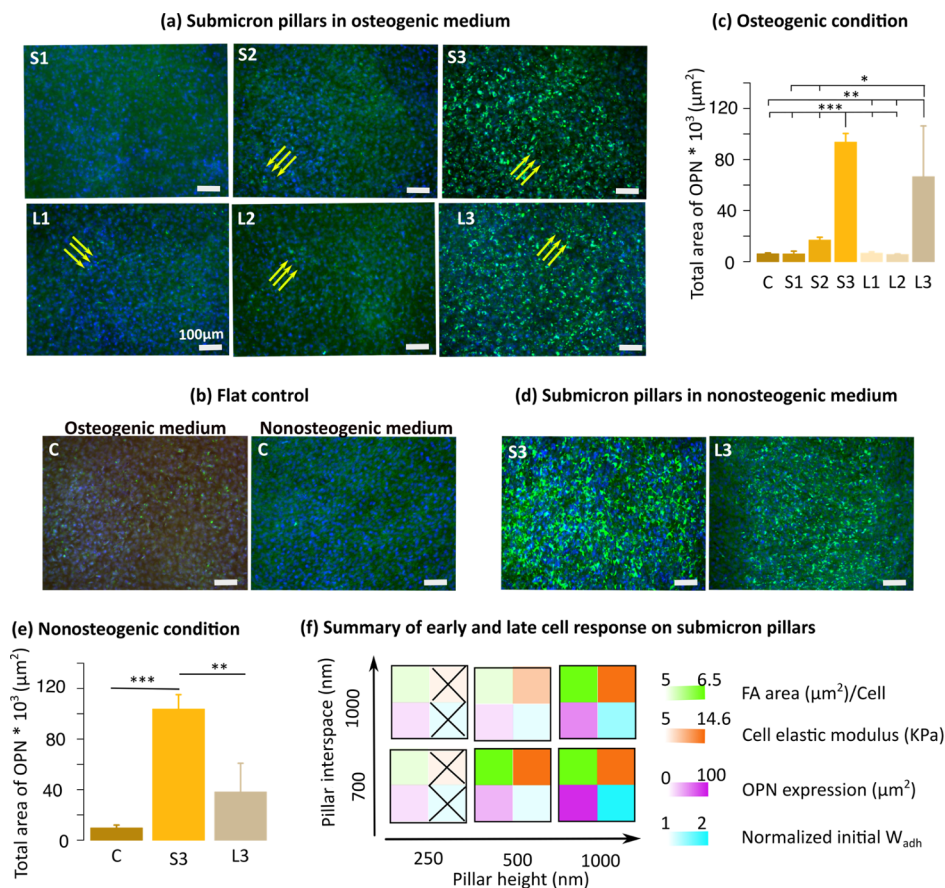 (a) Submicron pillars in osteogenic medium
S1
S2
S3
L1
L2
L3
100μm
(c) Osteogenic condition
Total area of OPN * 10³ (μm²)
120
80
40
0
*
**
***
C S1 S2 S3 L1 L2 L3
(b) Flat control
Osteogenic medium
Nonosteogenic medium
C
C
(d) Submicron pillars in nonosteogenic medium
S3
L3
(e) Nonosteogenic condition
Total area of OPN * 10³ (μm²)
120
80
40
0
***
**
C S3 L3
(f) Summary of early and late cell response on submicron pillars
Pillar interspace (nm)
1000
700
250 500 1000
Pillar height (nm)
5 6.5
FA area (μm²)/Cell
5 14.6
Cell elastic modulus (KPa)
0 100
OPN expression (μm²)
1 2
Normalized initial Wadh